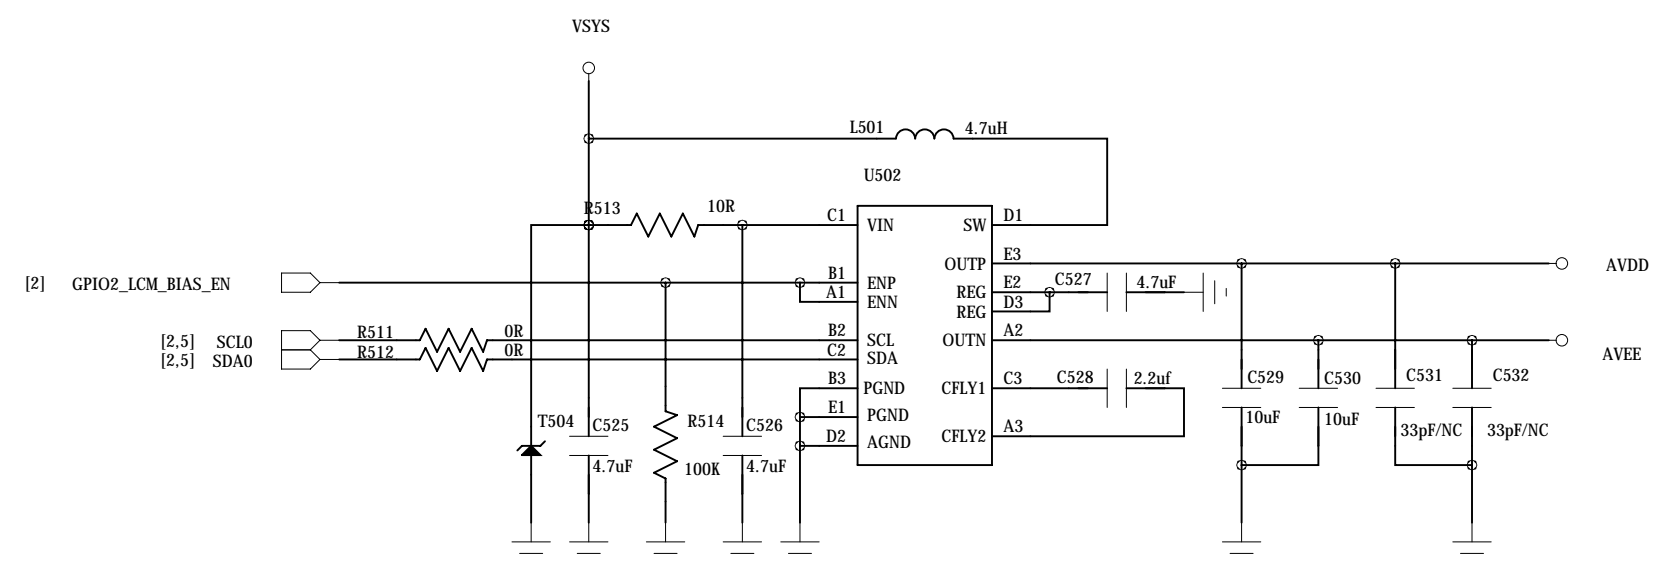 VSYS
L501 4.7uH
U502
R513 10R C1 VIN SW D1
OUTP E3 AVDD
[2] GPIO2_LCM_BIAS_EN B1 ENP REG E2 C527 4.7uF
A1 ENN REG D3
[2,5] SCL0 R511 0R B2 SCL OUTN A2 AVEE
[2,5] SDA0 R512 0R C2 SDA
B3 PGND CFLY1 C3 C528 2.2uf C529 C530 C531 C532
E1 PGND 10uF 10uF
T504 C525 R514 C526 D2 AGND CFLY2 A3 33pF/NC 33pF/NC
4.7uF 100K 4.7uF